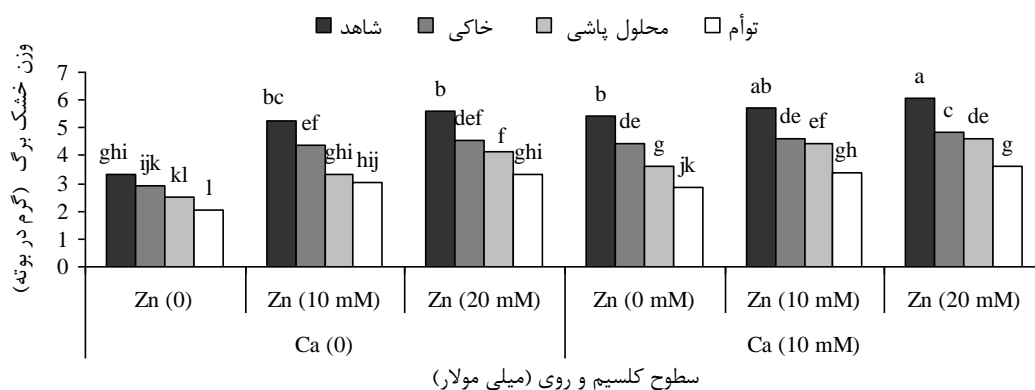 شاهد خاکی محلول پاشی توأم
وزن خشک برگ (گرم در بوته)
7
6
5
4
3
2
1
0
ghi ijk kl l
bc ef ghi hij
b def f ghi
b de g jk
ab de ef gh
a c de g
Zn (0) Zn (10 mM) Zn (20 mM) Zn (0 mM) Zn (10 mM) Zn (20 mM)
Ca (0) Ca (10 mM)
سطوح کلسیم و روی (میلی مولار)